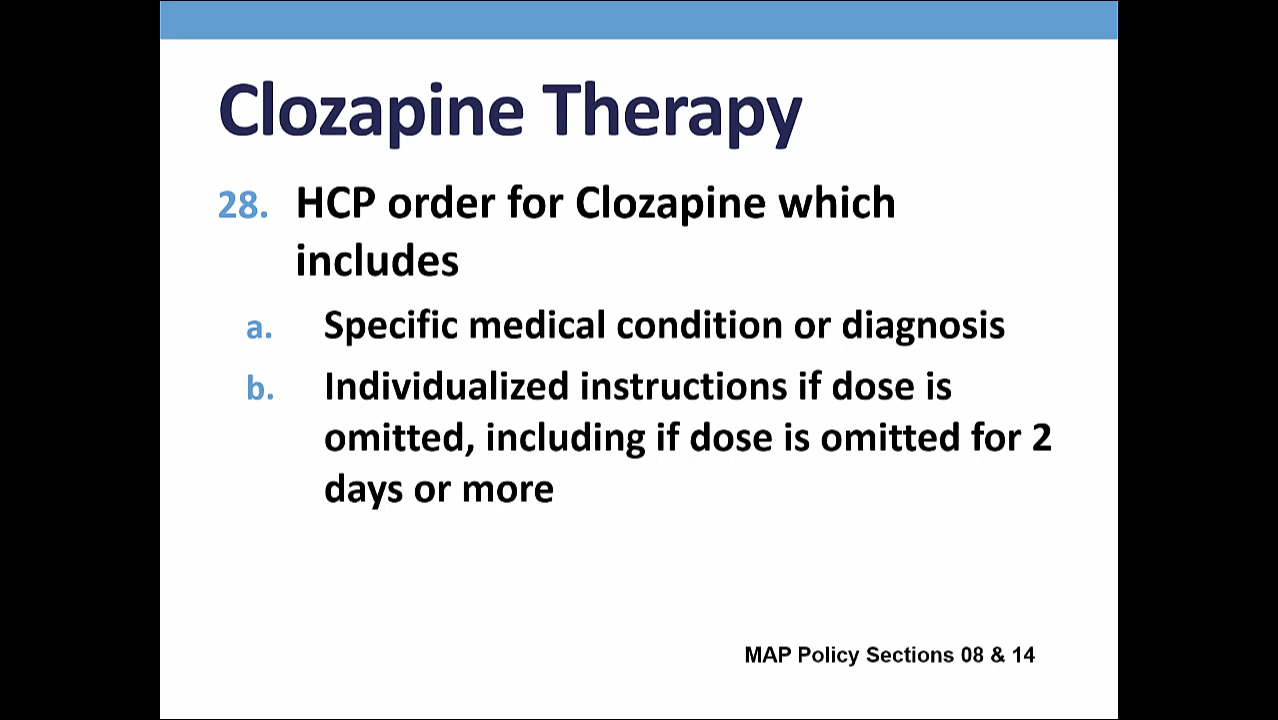 Clozapine Therapy
28. HCP order for Clozapine which
includes
a. Specific medical condition or diagnosis
b. Individualized instructions if dose is
omitted, including if dose is omitted for 2
days or more
MAP Policy Sections 08 & 14